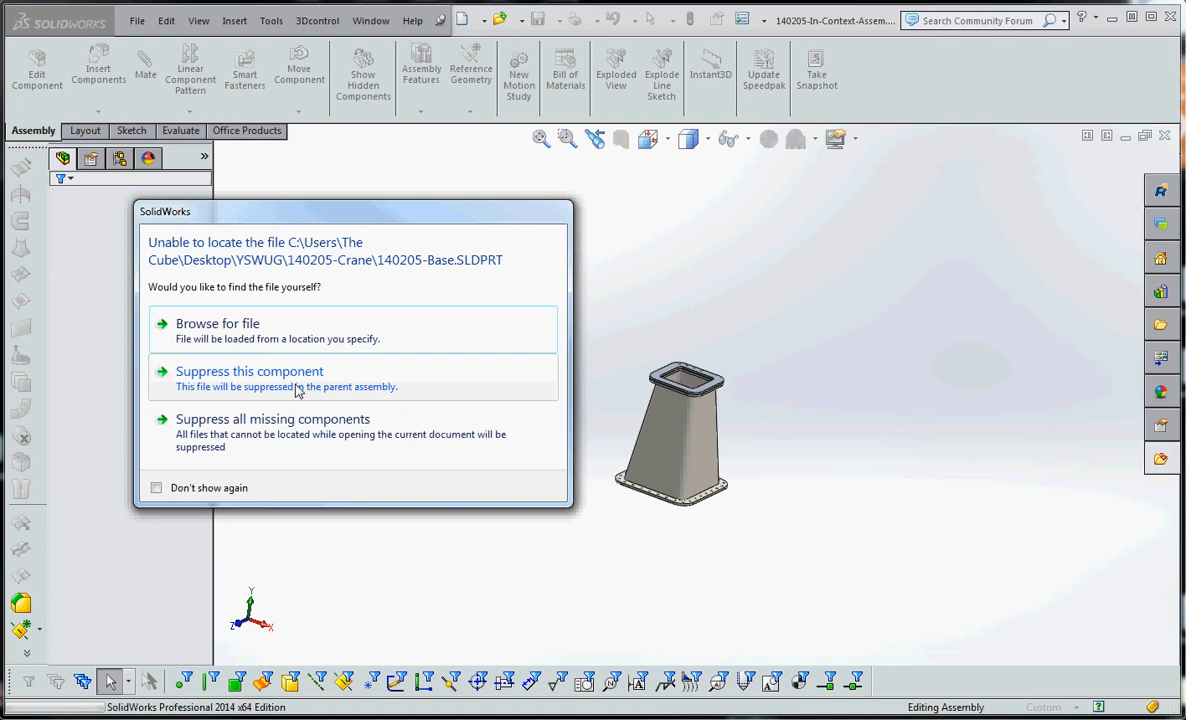 SOLIDWORKS File Edit View Insert Tools 3Dcontrol Window Help 140205-In-Context-Assem.... Search Community Forum
Edit Component
Insert Components
Mate
Linear Component Pattern
Smart Fasteners
Move Component
Show Hidden Components
Assembly Features
Reference Geometry
New Motion Study
Bill of Materials
Exploded View
Explode Line Sketch
Instant3D
Update Speedpak
Take Snapshot
Assembly Layout Sketch Evaluate Office Products
SolidWorks
Unable to locate the file C:\Users\The
Cube\Desktop\YSWUG\140205-Crane\140205-Base.SLDPRT
Would you like to find the file yourself?
Browse for file
File will be loaded from a location you specify.
Suppress this component
This file will be suppressed in the parent assembly.
Suppress all missing components
All files that cannot be located while opening the current document will be
suppressed
Don't show again
Y
Z
X
SolidWorks Professional 2014 x64 Edition Editing Assembly Custom